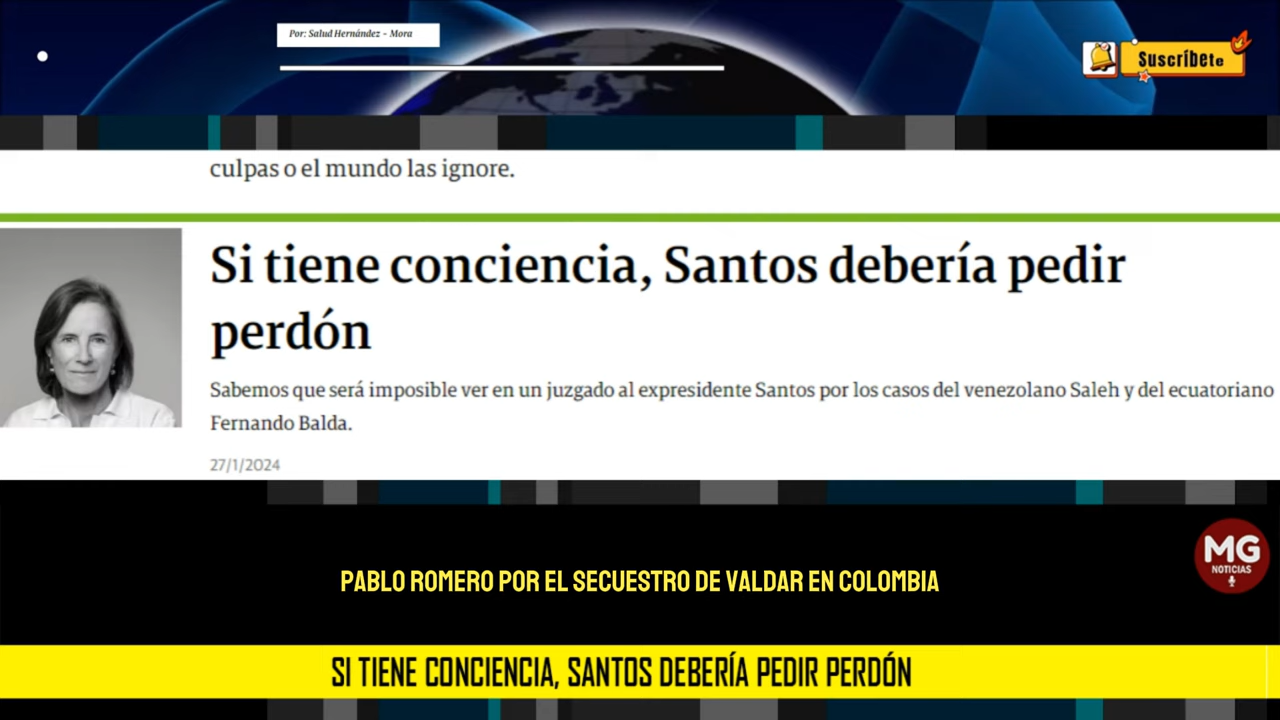 Por: Salud Hernández - Mora
Suscríbete
culpas o el mundo las ignore.
Si tiene conciencia, Santos debería pedir
perdón
Sabemos que será imposible ver en un juzgado al expresidente Santos por los casos del venezolano Saleh y del ecuatoriano
Fernando Balda.
27/1/2024
MG
NOTICIAS
PABLO ROMERO POR EL SECUESTRO DE VALDAR EN COLOMBIA
SI TIENE CONCIENCIA, SANTOS DEBERÍA PEDIR PERDÓN